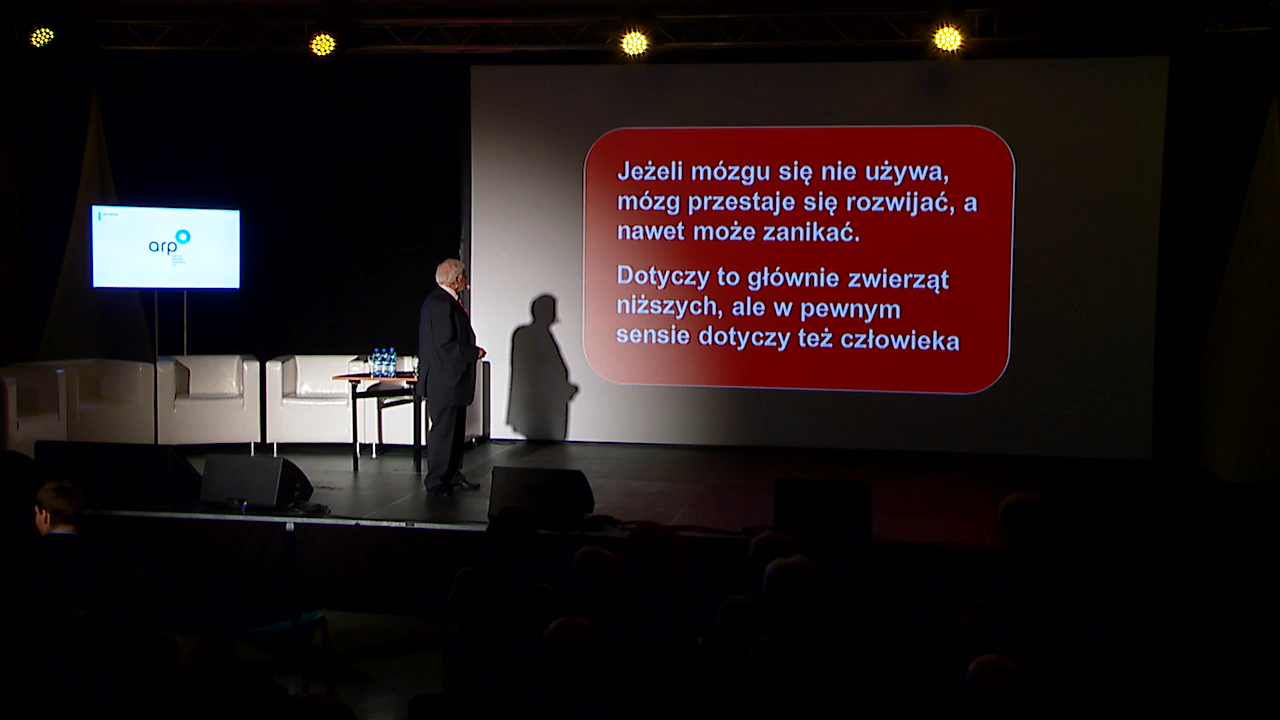 arp
Jeżeli mózgu się nie używa,
mózg przestaje się rozwijać, a
nawet może zanikać.
Dotyczy to głównie zwierząt
niższych, ale w pewnym
sensie dotyczy też człowieka